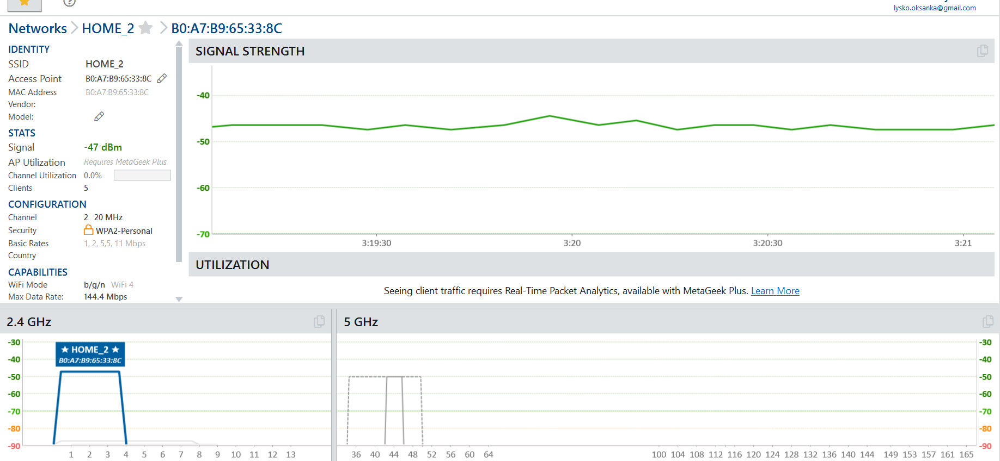 lysko.oksanka@gmail.com
Networks HOME_2 B0:A7:B9:65:33:8C
IDENTITY
SSID HOME_2
Access Point B0:A7:B9:65:33:8C
MAC Address B0:A7:B9:65:33:8C
Vendor:
Model:
STATS
Signal -47 dBm
AP Utilization Requires MetaGeek Plus
Channel Utilization 0.0%
Clients 5
CONFIGURATION
Channel 2 20 MHz
Security WPA2-Personal
Basic Rates 1, 2, 5,5, 11 Mbps
Country
CAPABILITIES
WiFi Mode b/g/n WiFi 4
Max Data Rate: 144.4 Mbps
SIGNAL STRENGTH
-40
-50
-60
-70
3:19:30 3:20 3:20:30 3:21
UTILIZATION
Seeing client traffic requires Real-Time Packet Analytics, available with MetaGeek Plus. Learn More
2.4 GHz
-30
-40
-50
-60
-70
-80
-90
★ HOME_2 ★
B0:A7:B9:65:33:8C
1 2 3 4 5 6 7 8 9 10 11 12 13
5 GHz
-30
-40
-50
-60
-70
-80
-90
36 40 44 48 52 56 60 64 100 104 108 112 116 120 124 128 132 136 140 144 149 153 157 161 165